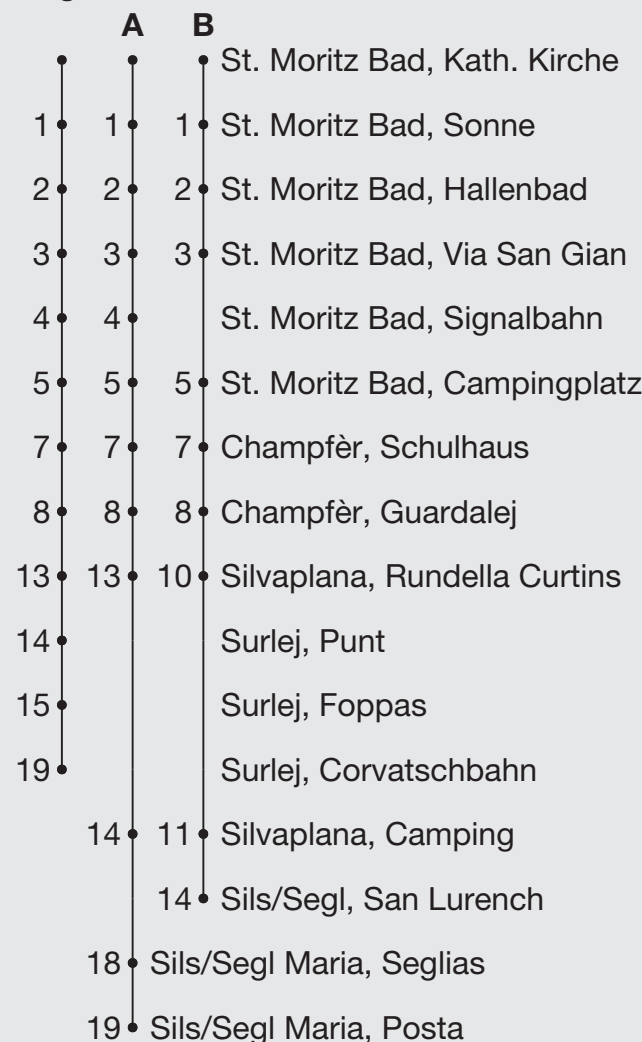 A B
St. Moritz Bad, Kath. Kirche
1 1 1 St. Moritz Bad, Sonne
2 2 2 St. Moritz Bad, Hallenbad
3 3 3 St. Moritz Bad, Via San Gian
4 4 St. Moritz Bad, Signalbahn
5 5 5 St. Moritz Bad, Campingplatz
7 7 7 Champfèr, Schulhaus
8 8 8 Champfèr, Guardalej
13 13 10 Silvaplana, Rundella Curtins
14 Surlej, Punt
15 Surlej, Foppas
19 Surlej, Corvatschbahn
14 11 Silvaplana, Camping
14 Sils/Segl, San Lurench
18 Sils/Segl Maria, Seglias
19 Sils/Segl Maria, Posta